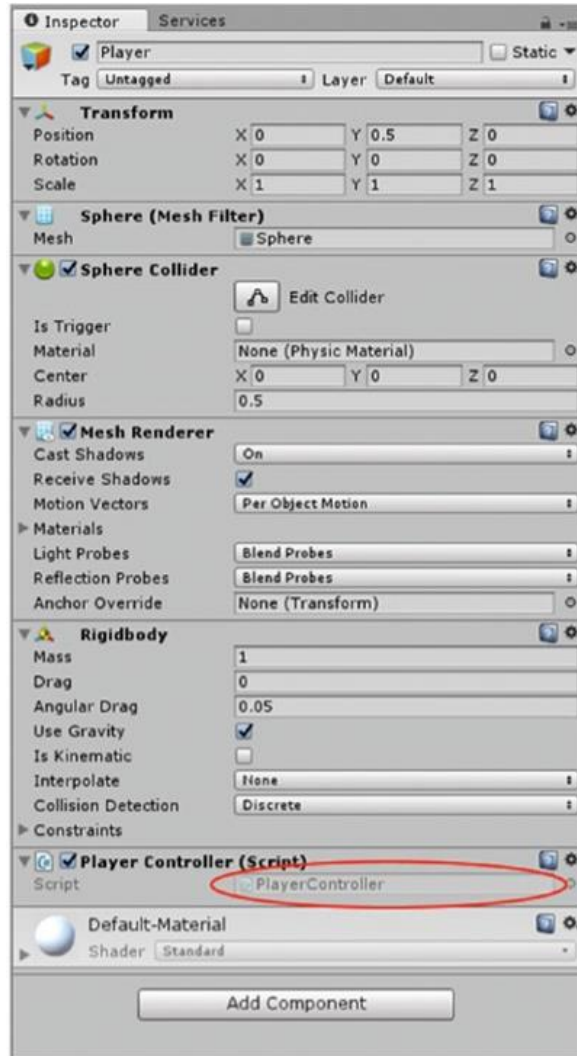 Inspector Services
Player Static
Tag Untagged Layer Default
Transform
Position X 0 Y 0.5 Z 0
Rotation X 0 Y 0 Z 0
Scale X 1 Y 1 Z 1
Sphere (Mesh Filter)
Mesh Sphere
Sphere Collider
Edit Collider
Is Trigger
Material None (Physic Material)
Center X 0 Y 0 Z 0
Radius 0.5
Mesh Renderer
Cast Shadows On
Receive Shadows
Motion Vectors Per Object Motion
Materials
Light Probes Blend Probes
Reflection Probes Blend Probes
Anchor Override None (Transform)
Rigidbody
Mass 1
Drag 0
Angular Drag 0.05
Use Gravity
Is Kinematic
Interpolate None
Collision Detection Discrete
Constraints
Player Controller (Script)
Script PlayerController
Default-Material
Shader Standard
Add Component